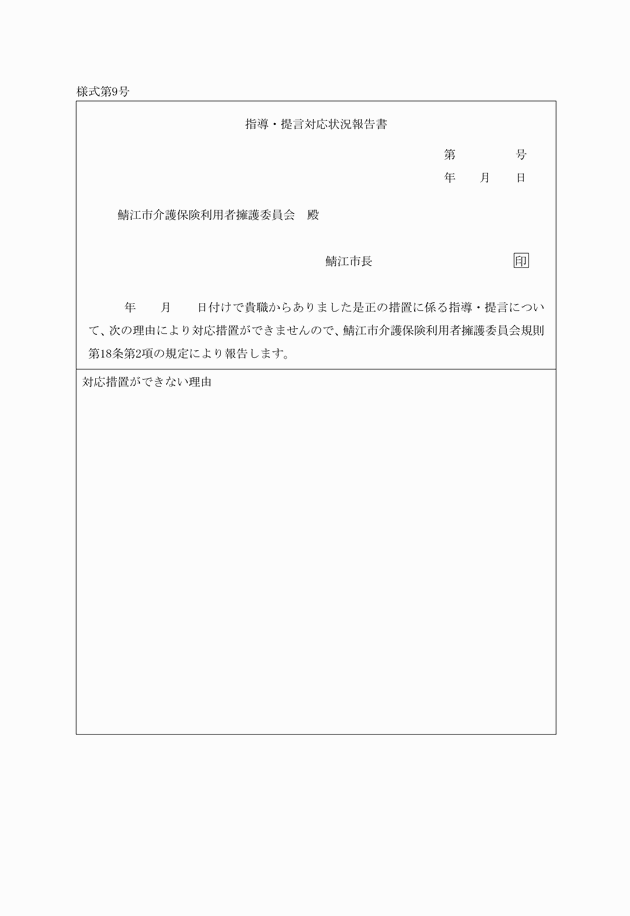 様式第9号
指導・提言対応状況報告書
第　　　　　号
年　　月　　日
鯖江市介護保険利用者擁護委員会　殿
鯖江市長　　　　　　　　　　　　印
年　　月　　日付けで貴職からありました是正の措置に係る指導・提言につい
て、次の理由により対応措置ができませんので、鯖江市介護保険利用者擁護委員会規則
第18条第2項の規定により報告します。
対応措置ができない理由